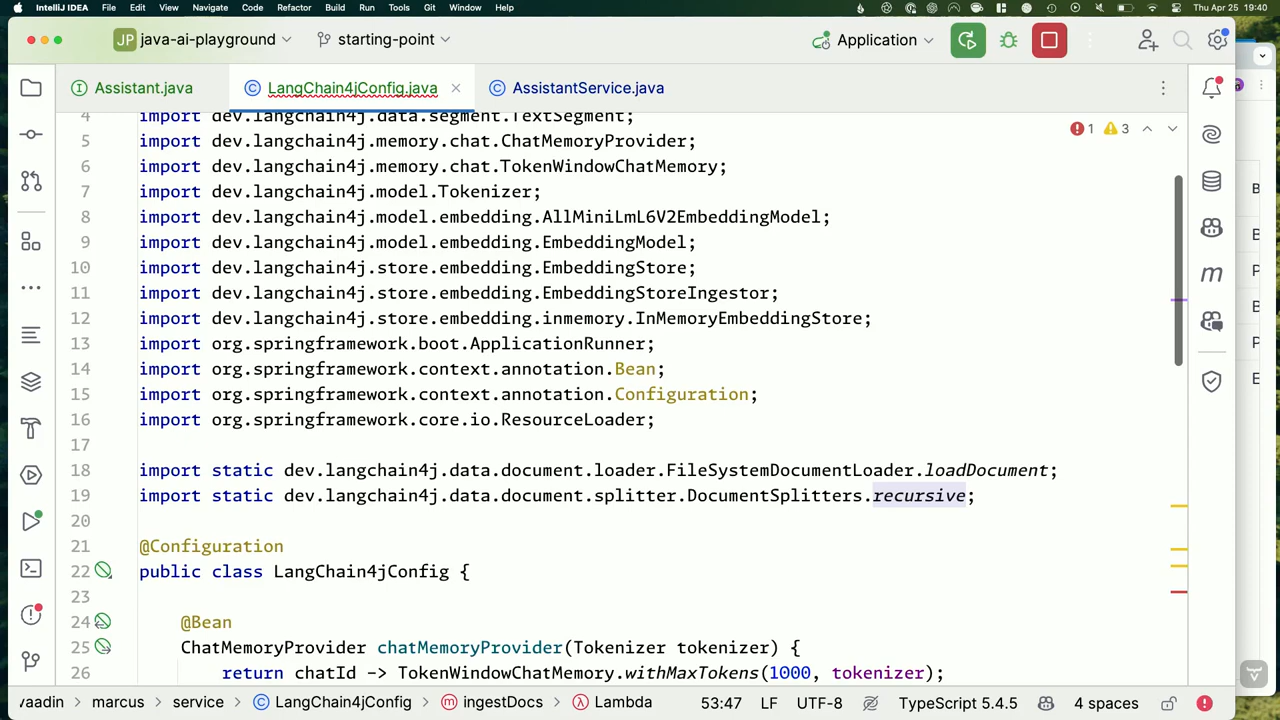 IntelliJ IDEA File Edit View Navigate Code Refactor Build Run Tools Git Window Help Thu Apr 25 19:40
JP java-ai-playground starting-point Application
Assistant.java LangChain4jConfig.java AssistantService.java
4 import dev.langchain4j.data.segment.TextSegment;
5 import dev.langchain4j.memory.chat.ChatMemoryProvider;
6 import dev.langchain4j.memory.chat.TokenWindowChatMemory;
7 import dev.langchain4j.model.Tokenizer;
8 import dev.langchain4j.model.embedding.AllMiniLmL6V2EmbeddingModel;
9 import dev.langchain4j.model.embedding.EmbeddingModel;
10 import dev.langchain4j.store.embedding.EmbeddingStore;
11 import dev.langchain4j.store.embedding.EmbeddingStoreIngestor;
12 import dev.langchain4j.store.embedding.inmemory.InMemoryEmbeddingStore;
13 import org.springframework.boot.ApplicationRunner;
14 import org.springframework.context.annotation.Bean;
15 import org.springframework.context.annotation.Configuration;
16 import org.springframework.core.io.ResourceLoader;
17
18 import static dev.langchain4j.data.document.loader.FileSystemDocumentLoader.loadDocument;
19 import static dev.langchain4j.data.document.splitter.DocumentSplitters.recursive;
20
21 @Configuration
22 public class LangChain4jConfig {
23
24 @Bean
25 ChatMemoryProvider chatMemoryProvider(Tokenizer tokenizer) {
26 return chatId -> TokenWindowChatMemory.withMaxTokens(1000, tokenizer);
1 3
vaadin marcus service LangChain4jConfig ingestDocs Lambda 53:47 LF UTF-8 TypeScript 5.4.5 4 spaces